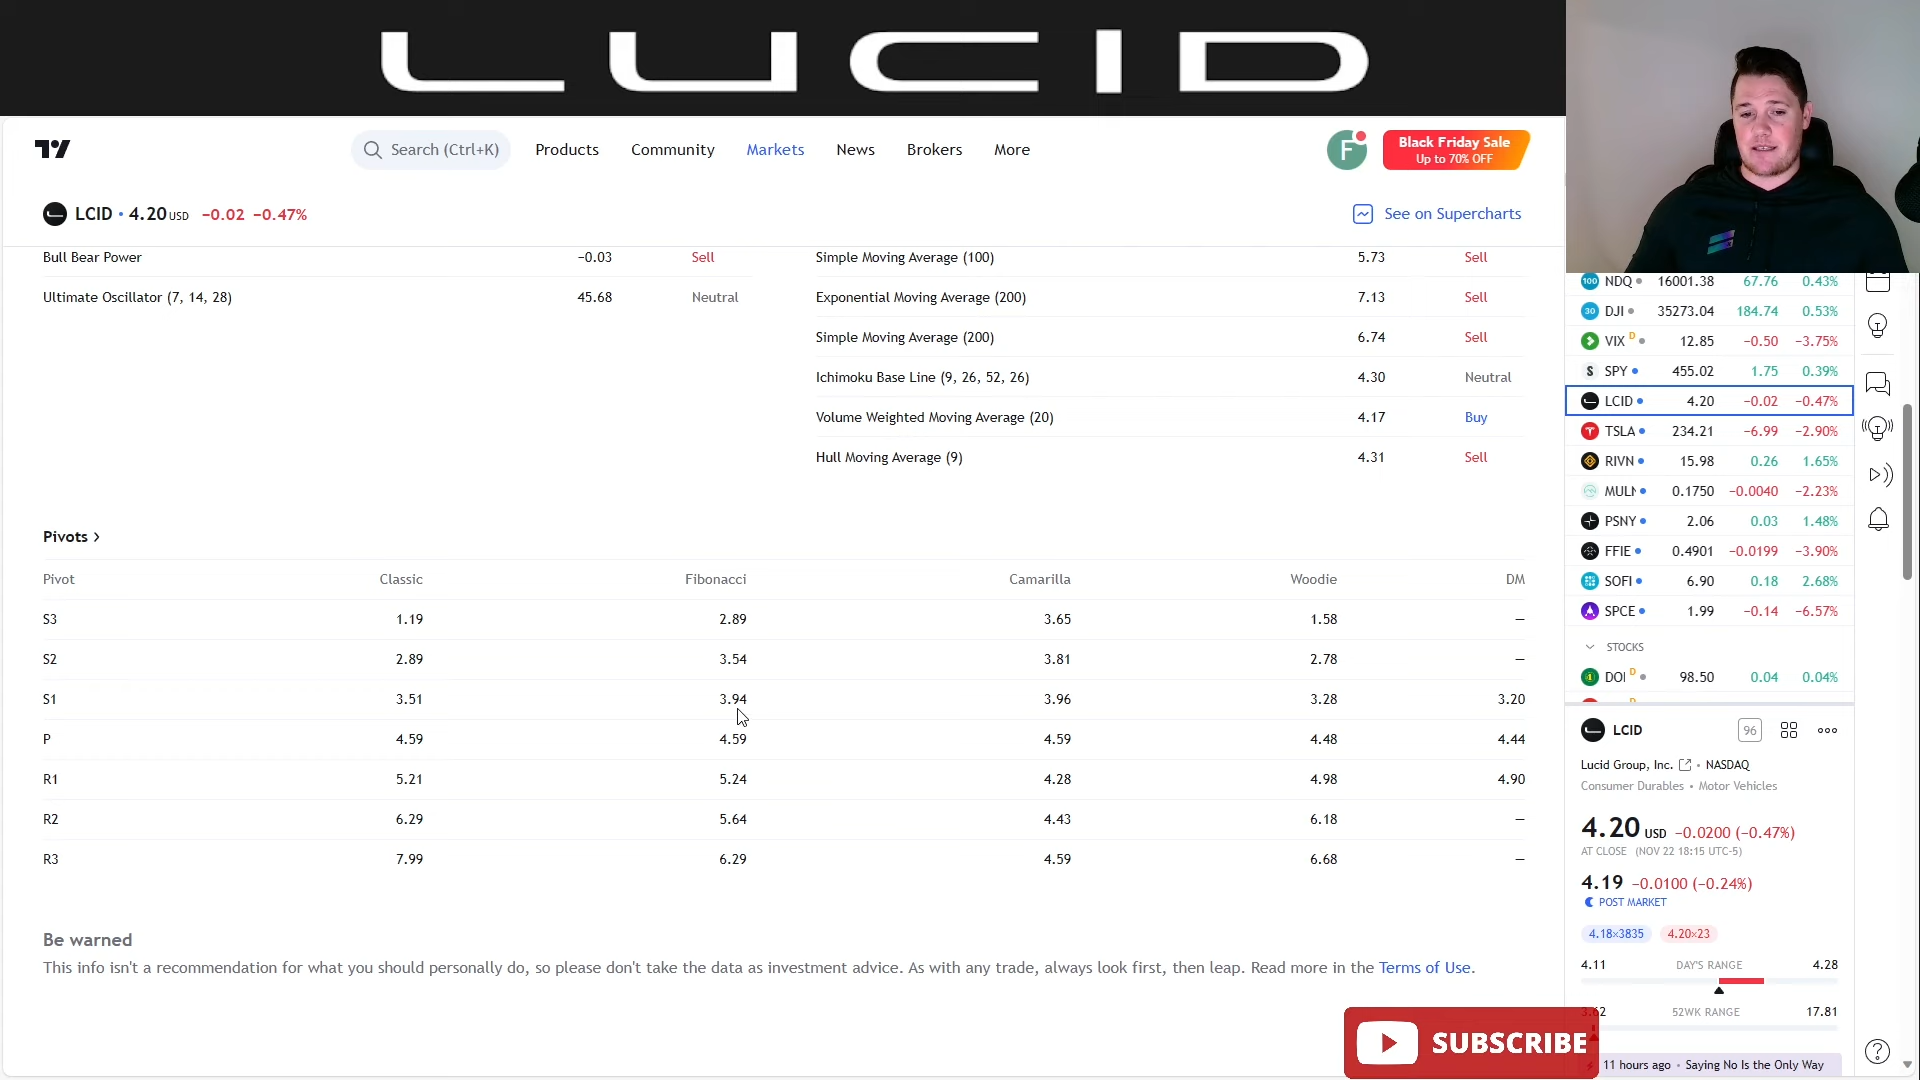 LUCID
Search (Ctrl+K)
Products
Community
Markets
News
Brokers
More
F
Black Friday Sale
Up to 70% OFF
LCID • 4.20 USD −0.02 −0.47%
See on Supercharts
Bull Bear Power −0.03 Sell
Ultimate Oscillator (7, 14, 28) 45.68 Neutral
Simple Moving Average (100) 5.73 Sell
Exponential Moving Average (200) 7.13 Sell
Simple Moving Average (200) 6.74 Sell
Ichimoku Base Line (9, 26, 52, 26) 4.30 Neutral
Volume Weighted Moving Average (20) 4.17 Buy
Hull Moving Average (9) 4.31 Sell
Pivots >
Pivot Classic Fibonacci Camarilla Woodie DM
S3 1.19 2.89 3.65 1.58 —
S2 2.89 3.54 3.81 2.78 —
S1 3.51 3.94 3.96 3.28 3.20
P 4.59 4.59 4.59 4.48 4.44
R1 5.21 5.24 4.28 4.98 4.90
R2 6.29 5.64 4.43 6.18 —
R3 7.99 6.29 4.59 6.68 —
Be warned
This info isn't a recommendation for what you should personally do, so please don't take the data as investment advice. As with any trade, always look first, then leap. Read more in the Terms of Use.
SUBSCRIBE
100 NDQ 16001.38 67.76 0.43%
30 DJI 35273.04 184.74 0.53%
VIX D 12.85 −0.50 −3.75%
S SPY 455.02 1.75 0.39%
LCID 4.20 −0.02 −0.47%
TSLA 234.21 −6.99 −2.90%
RIVN 15.98 0.26 1.65%
MULN 0.1750 −0.0040 −2.23%
PSNY 2.06 0.03 1.48%
FFIE 0.4901 −0.0199 −3.90%
SOFI 6.90 0.18 2.68%
SPCE 1.99 −0.14 −6.57%
STOCKS
DOI D 98.50 0.04 0.04%
LCID
96
Lucid Group, Inc. • NASDAQ
Consumer Durables • Motor Vehicles
4.20 USD −0.0200 (−0.47%)
AT CLOSE (NOV 22 18:15 UTC-5)
4.19 −0.0100 (−0.24%)
POST MARKET
4.18×3835 4.20×23
4.11 DAY'S RANGE 4.28
3.62 52WK RANGE 17.81
11 hours ago • Saying No Is the Only Way